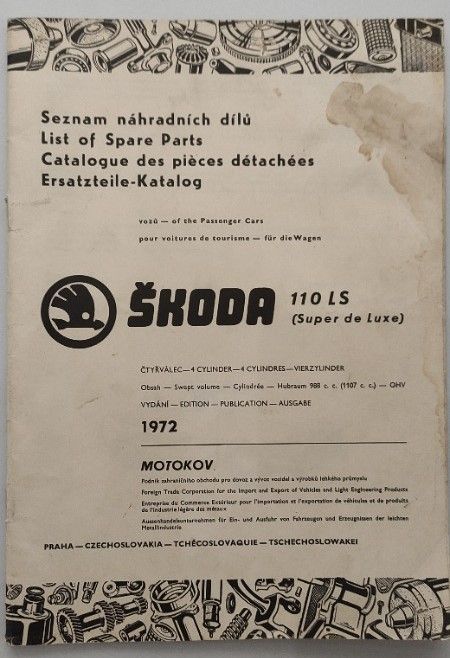 Seznam náhradních dílů
List of Spare Parts
Catalogue des pièces détachées
Ersatzteile-Katalog
vozů — of the Passenger Cars
pour voitures de tourisme — für die Wagen
ŠKODA 110 LS
(Super de Luxe)
ČTYŘVÁLEC—4 CYLINDER—4 CYLINDRES—VIERZYLINDER
Obsah — Swept volume — Cylindrée — Hubraum 988 c. c. (1107 c. c.) — OHV
VYDÁNÍ — EDITION — PUBLICATION — AUSGABE
1972
MOTOKOV
Podnik zahraničního obchodu pro dovoz a vývoz vozidel a výrobků lehkého průmyslu
Foreign Trade Corporation for the Import and Export of Vehicles and Light Engineering Products
Entreprise du Commerce Extérieur pour l'importation et l'exportation de véhicules et de produits
de l'industrie légère des métaux
Aussenhandelsunternehmen für Ein- und Ausfuhr von Fahrzeugen und Erzeugnissen der leichten
Metallindustrie
PRAHA — CZECHOSLOVAKIA — TCHÉCOSLOVAQUIE — TSCHECHOSLOWAKEI